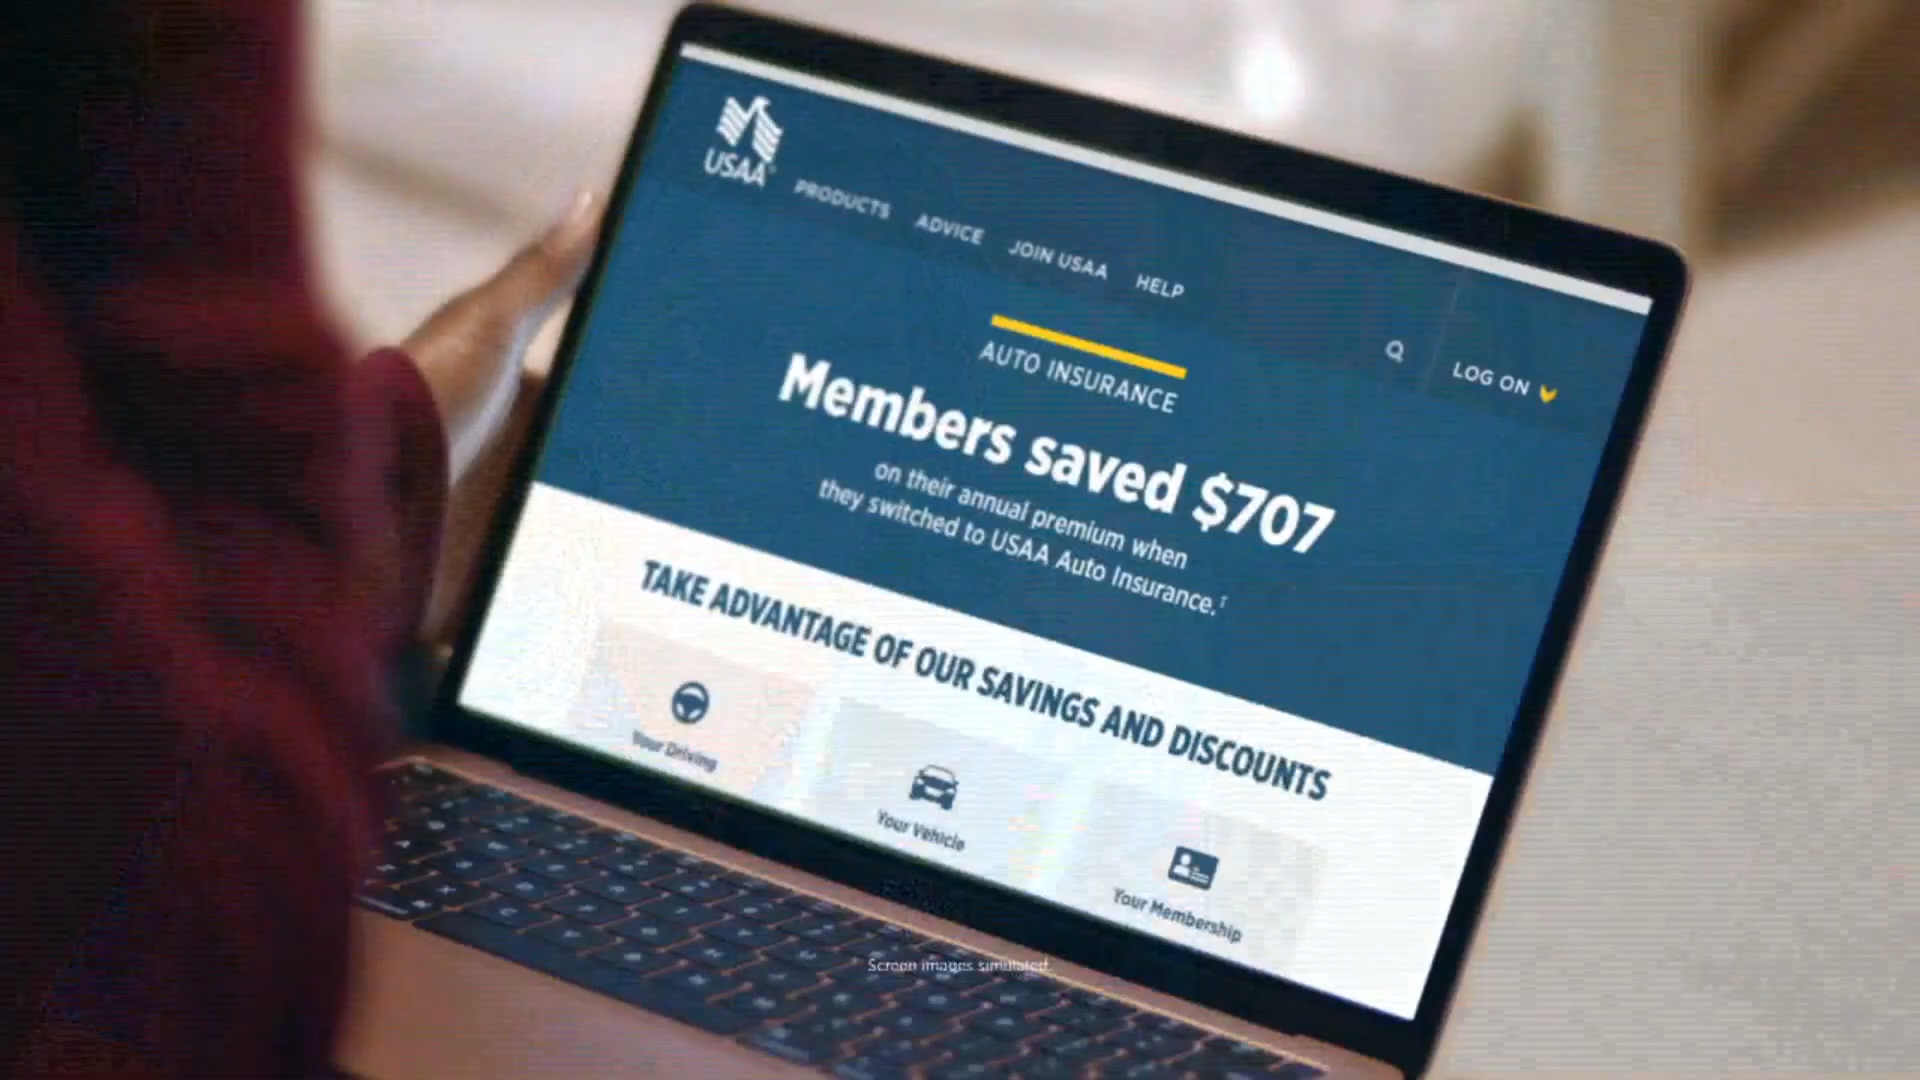 USAA
PRODUCTS
ADVICE
JOIN USAA
HELP
LOG ON
AUTO INSURANCE
Members saved $707
on their annual premium when
they switched to USAA Auto Insurance.
TAKE ADVANTAGE OF OUR SAVINGS AND DISCOUNTS
Your Driving
Your Vehicle
Your Membership
Screen images simulated.